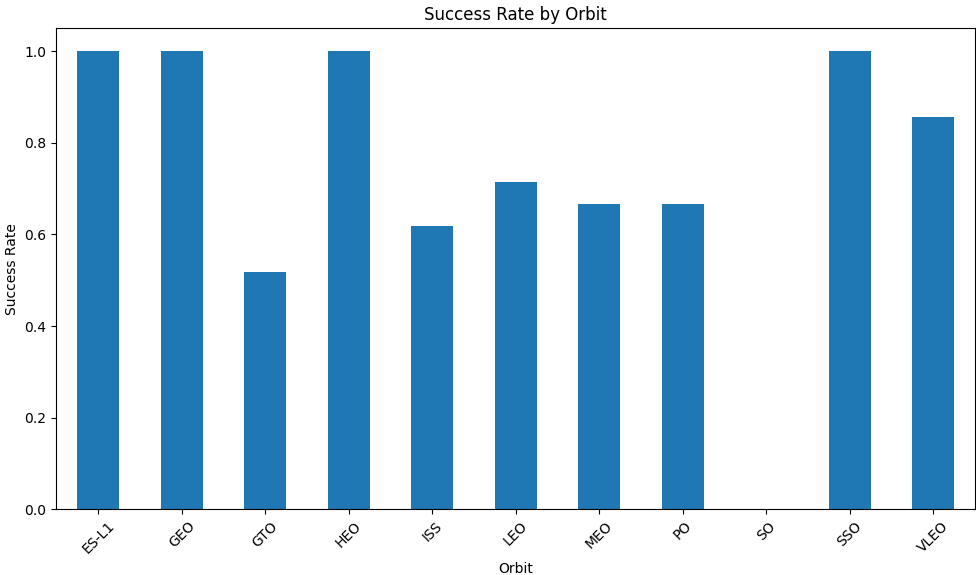 Success Rate by Orbit
Success Rate
1.0
0.8
0.6
0.4
0.2
0.0
ES-L1
GEO
GTO
HEO
ISS
LEO
MEO
PO
SO
SSO
VLEO
Orbit